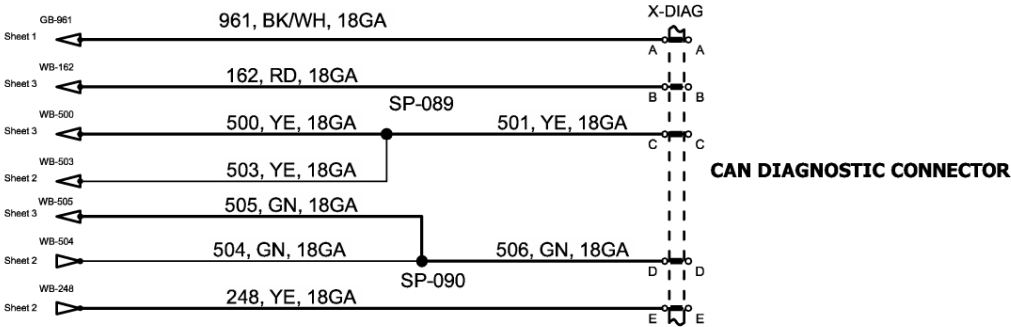 GB-961
961, BK/WH, 18GA
X-DIAG
Sheet 1
A A
WB-162
162, RD, 18GA
Sheet 3
B B
SP-089
WB-500
500, YE, 18GA
501, YE, 18GA
Sheet 3
C C
WB-503
503, YE, 18GA
CAN DIAGNOSTIC CONNECTOR
Sheet 2
WB-505
505, GN, 18GA
Sheet 3
WB-504
504, GN, 18GA
506, GN, 18GA
Sheet 2
D D
SP-090
WB-248
248, YE, 18GA
Sheet 2
E E